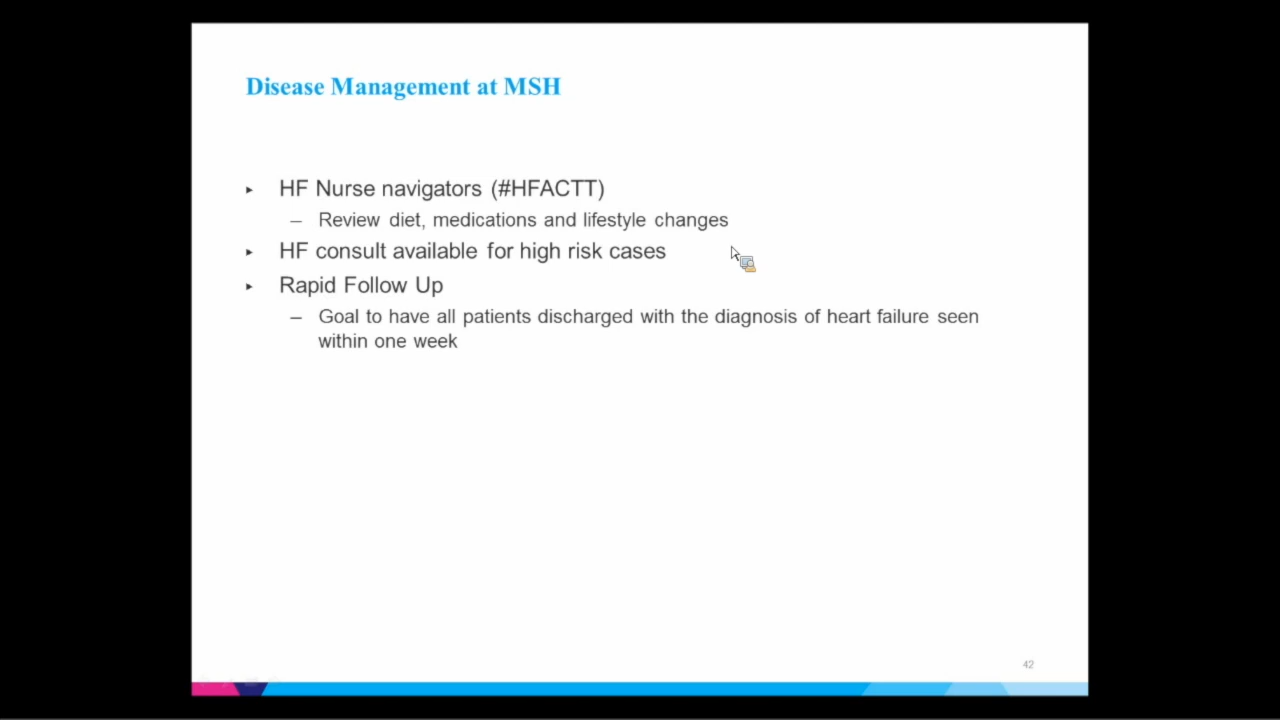 Disease Management at MSH
▸ HF Nurse navigators (#HFACTT)
– Review diet, medications and lifestyle changes
▸ HF consult available for high risk cases
▸ Rapid Follow Up
– Goal to have all patients discharged with the diagnosis of heart failure seen
within one week
42